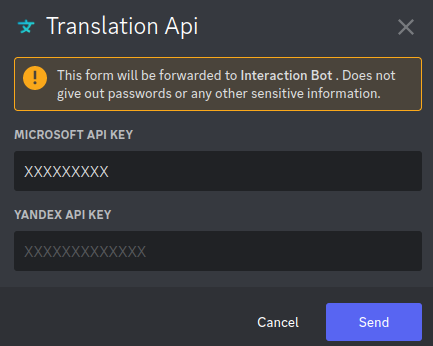 Translation Api
This form will be forwarded to Interaction Bot . Does not
give out passwords or any other sensitive information.
MICROSOFT API KEY
XXXXXXXXX
YANDEX API KEY
XXXXXXXXXXXXX
Cancel Send